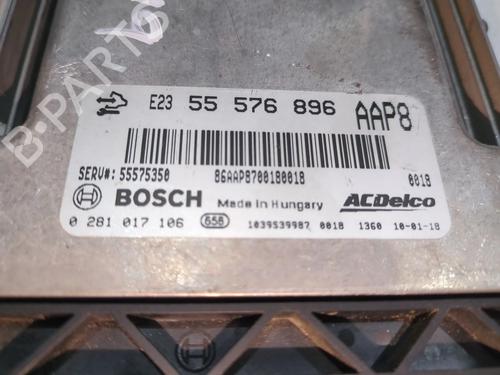 B-PARTS
E23 55 576 896 AAP8
SERV#: 55575350 86AAP8700180018 0018
BOSCH Made in Hungary ACDelco
0 281 017 106 658 1039S39987 0018 1360 10-01-18